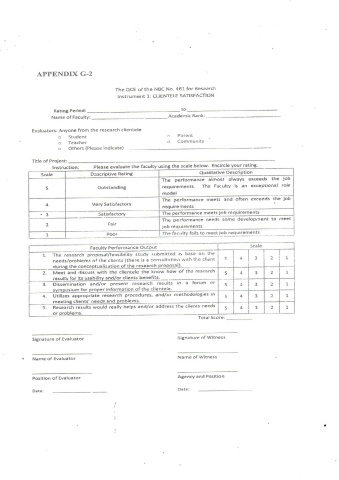 APPENDIX G-2
The QCE of the NBC No. 461 for Research
Instrument 1: CLIENTELE SATISFACTION
Rating Period: ____ to ____
Name of Faculty: ____ Academic Rank: ____
Evaluators: Anyone from the research clientele
o Student o Parent
o Teacher o Community
o Others (Please indicate) ____
Title of Project: ____
Instruction: Please evaluate the faculty using the scale below. Encircle your rating.
Scale Descriptive Rating Qualitative Description
5 Outstanding The performance almost always exceeds the job
requirements. The Faculty is an exceptional role
model
4 Very Satisfactory The performance meets and often exceeds the job
requirements
3 Satisfactory The performance meets job requirements
2 Fair The performance needs some development to meet
job requirements
1 Poor The faculty fails to meet job requirements
Faculty Performance Output Scale
1. The research proposal/feasibility study submitted is base on the
needs/problems of the clients (there is a consultation with the client
during the conceptualization of the research proposal). 5 4 3 2 1
2. Meet and discuss with the clientele the know how of the research
results for its usability and/or clients benefits. 5 4 3 2 1
3. Dissemination and/or present research results in a forum or
symposium for proper information of the clientele. 5 4 3 2 1
4. Utilizes appropriate research procedures, and/or methodologies in
meeting clients' needs and problems. 5 4 3 2 1
5. Research results would really helps and/or address the clients needs
or problems. 5 4 3 2 1
Total Score: ____
Signature of Evaluator Signature of Witness
Name of Evaluator Name of Witness
Position of Evaluator Agency and Position
Date ____ Date ____